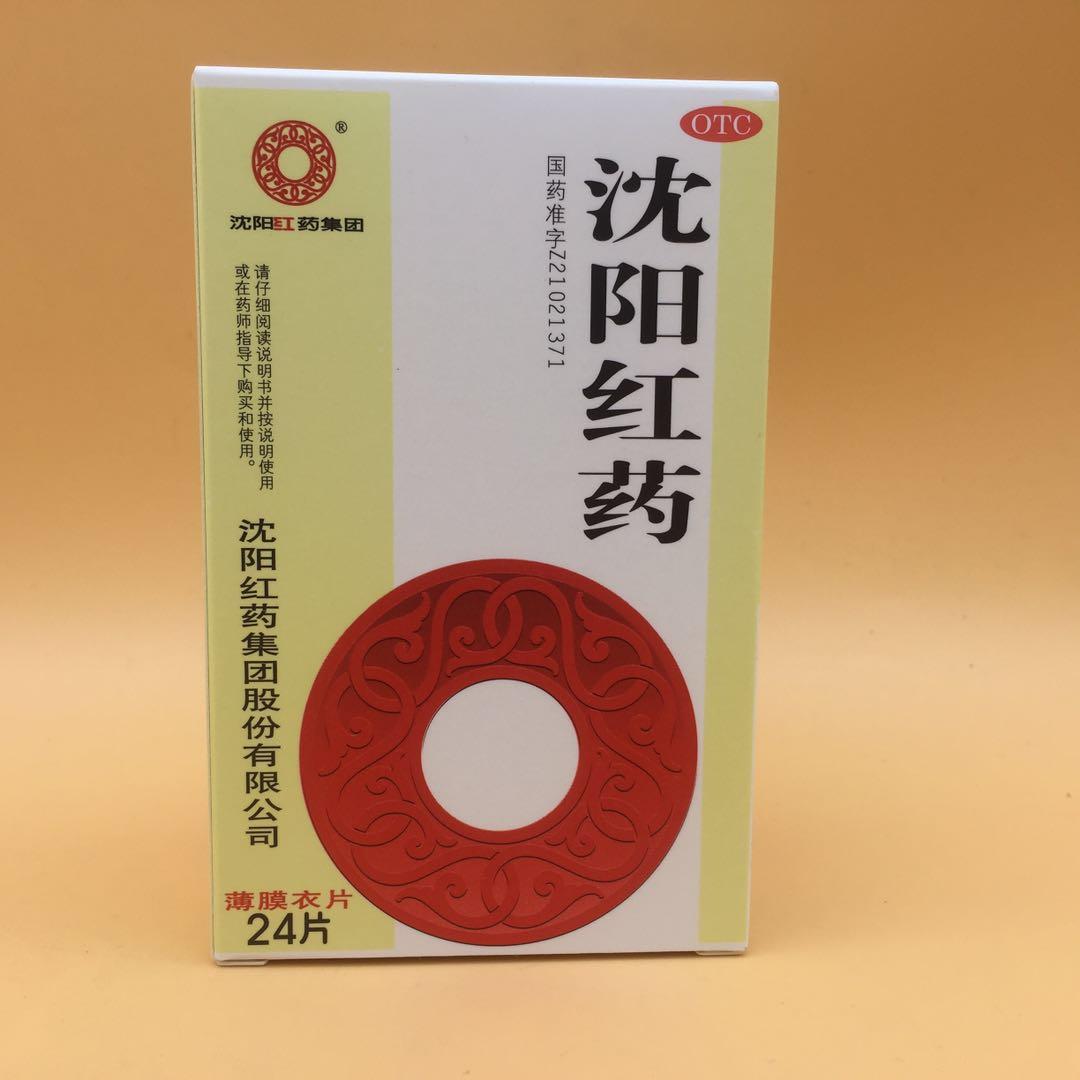 OTC
沈阳红药
国药准字Z21021371
®
沈阳红药集团
请仔细阅读说明书并按说明使用
或在药师指导下购买和使用。
沈阳红药集团股份有限公司
薄膜衣片
24片